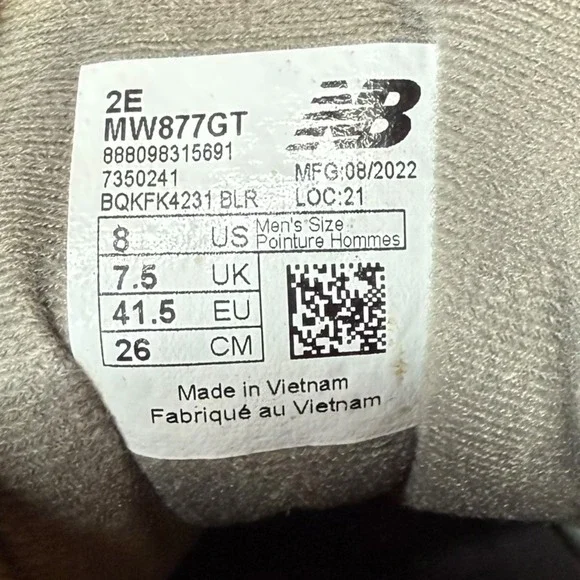 2E
MW877GT
888098315691
7350241 MFG:08/2022
BQKFK4231 BLR LOC:21
8 US Men's Size
Pointure Hommes
7.5 UK
41.5 EU
26 CM
Made in Vietnam
Fabriqué au Vietnam
NB